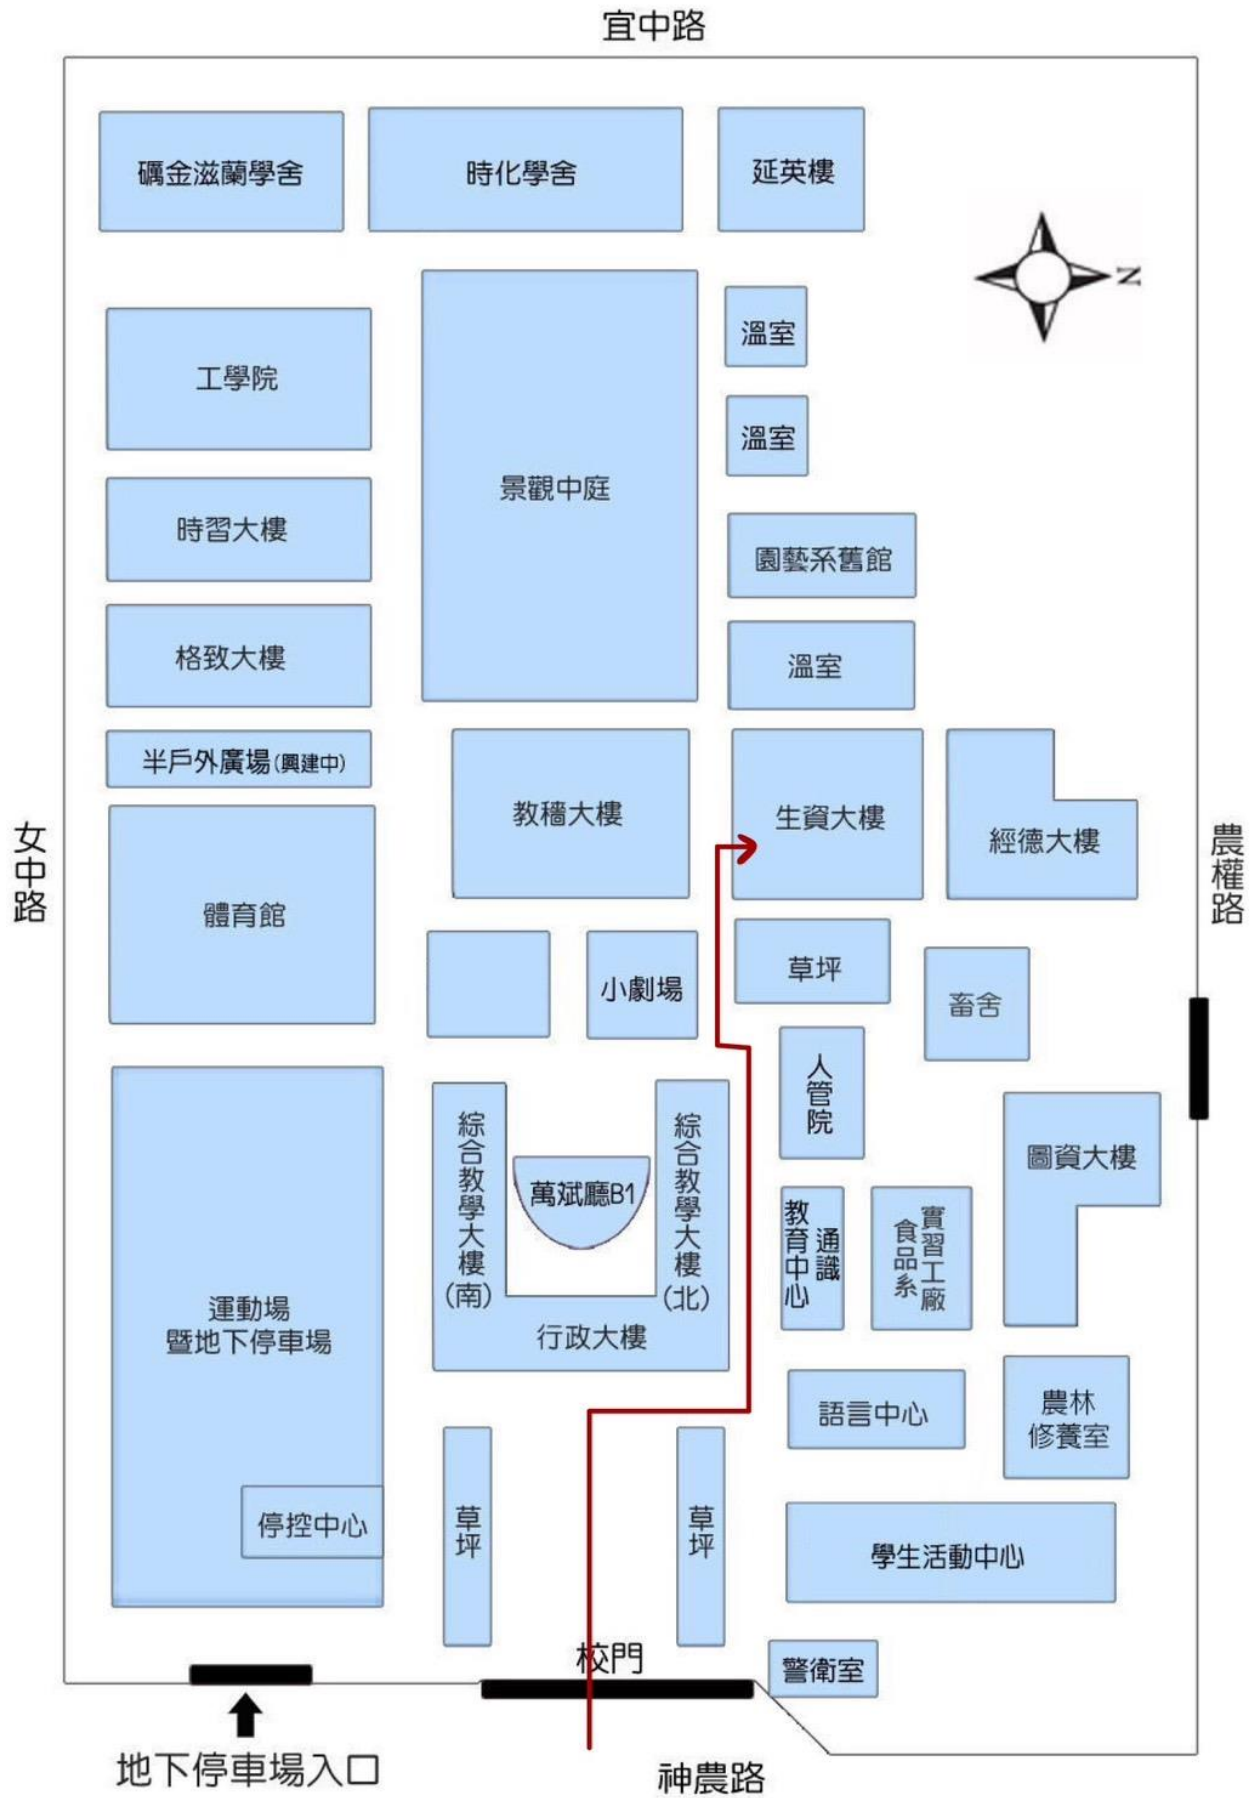 宜中路
礪金滋蘭學舍
時化學舍
延英樓
N
溫室
工學院
溫室
景觀中庭
時習大樓
園藝系舊館
格致大樓
溫室
半戶外廣場(興建中)
教穡大樓
生資大樓
經德大樓
女中路
農權路
體育館
小劇場
草坪
畜舍
人管院
綜合教學大樓(南)
萬斌廳B1
綜合教學大樓(北)
圖資大樓
通識
教育中心
實習工廠
食品系
運動場
暨地下停車場
行政大樓
語言中心
農林
修養室
停控中心
草坪
草坪
學生活動中心
校門
警衛室
地下停車場入口
神農路